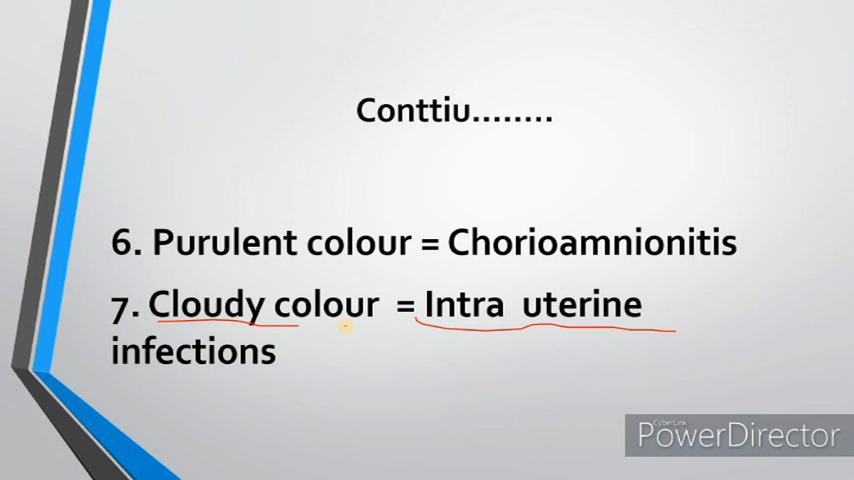 Conttiu........
6. Purulent colour = Chorioamnionitis
7. Cloudy colour = Intra uterine
infections
CyberLink
PowerDirector